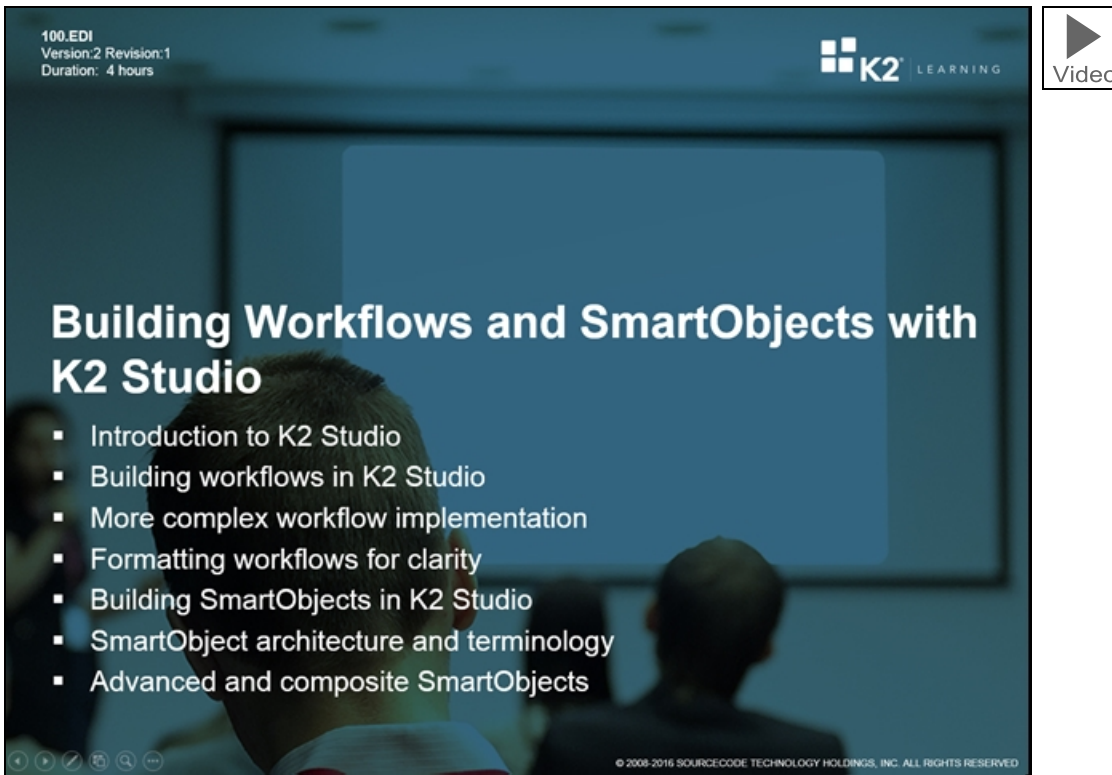 100.EDI
Version:2 Revision:1
Duration: 4 hours
K2 LEARNING
Video
Building Workflows and SmartObjects with
K2 Studio
▪ Introduction to K2 Studio
▪ Building workflows in K2 Studio
▪ More complex workflow implementation
▪ Formatting workflows for clarity
▪ Building SmartObjects in K2 Studio
▪ SmartObject architecture and terminology
▪ Advanced and composite SmartObjects
© 2008-2016 SOURCECODE TECHNOLOGY HOLDINGS, INC. ALL RIGHTS RESERVED